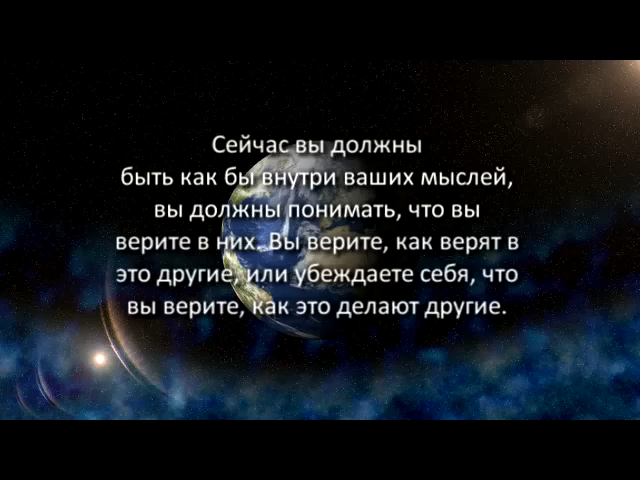 Сейчас вы должны
быть как бы внутри ваших мыслей,
вы должны понимать, что вы
верите в них. Вы верите, как верят в
это другие, или убеждаете себя, что
вы верите, как это делают другие.